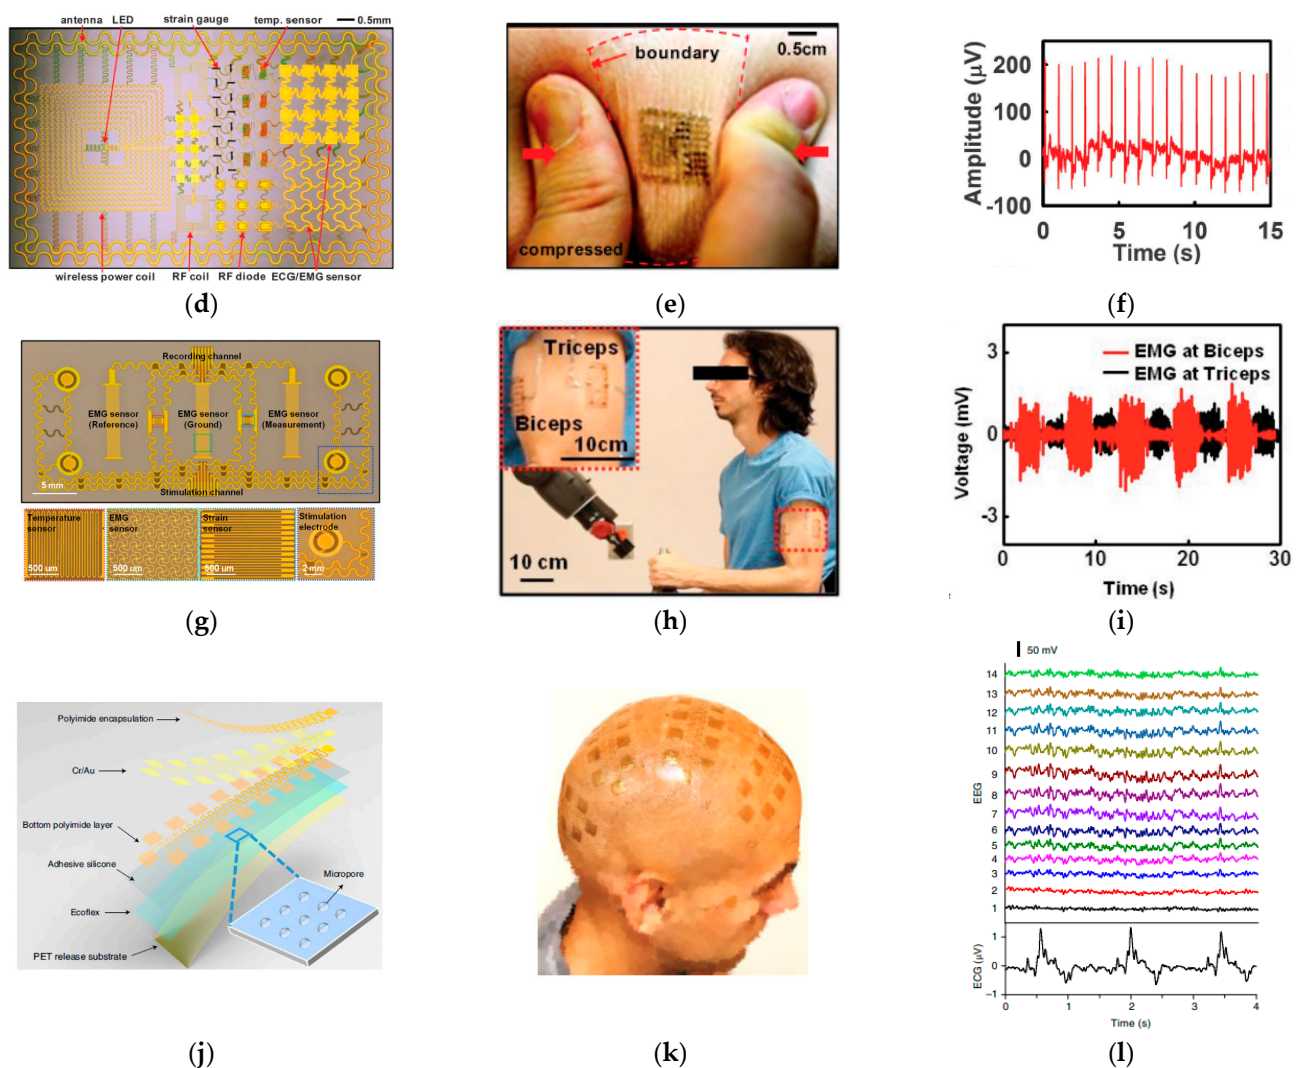 antenna LED strain gauge temp. sensor 0.5mm
wireless power coil RF coil RF diode ECG/EMG sensor
(d)
boundary
0.5cm
compressed
(e)
Amplitude (μV)
200
100
0
-100
0 5 10 15
Time (s)
(f)
Recording channel
EMG sensor
(Reference)
EMG sensor
(Ground)
EMG sensor
(Measurement)
5 mm
Stimulation channel
Temperature
sensor
500 um
EMG
sensor
500 um
Strain
sensor
500 um
Stimulation
electrode
2 mm
(g)
Triceps
Biceps
10cm
10 cm
(h)
Voltage (mV)
3
0
-3
EMG at Biceps
EMG at Triceps
0 10 20 30
Time (s)
(i)
Polyimide encapsulation
Cr/Au
Bottom polyimide layer
Adhesive silicone
Ecoflex
PET release substrate
Micropore
(j)
(k)
50 mV
EEG
14
13
12
11
10
9
8
7
6
5
4
3
2
1
ECG (μV)
1
0
−1
0 1 2 3 4
Time (s)
(l)